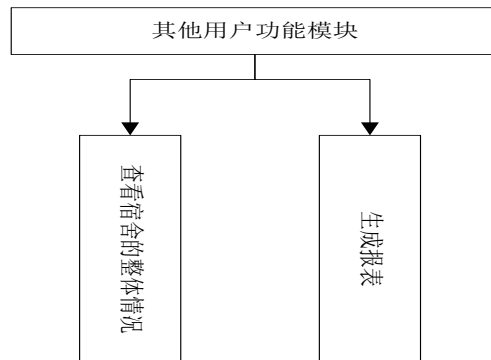 其他用户功能模块
查看宿舍的整体情况
生成报表